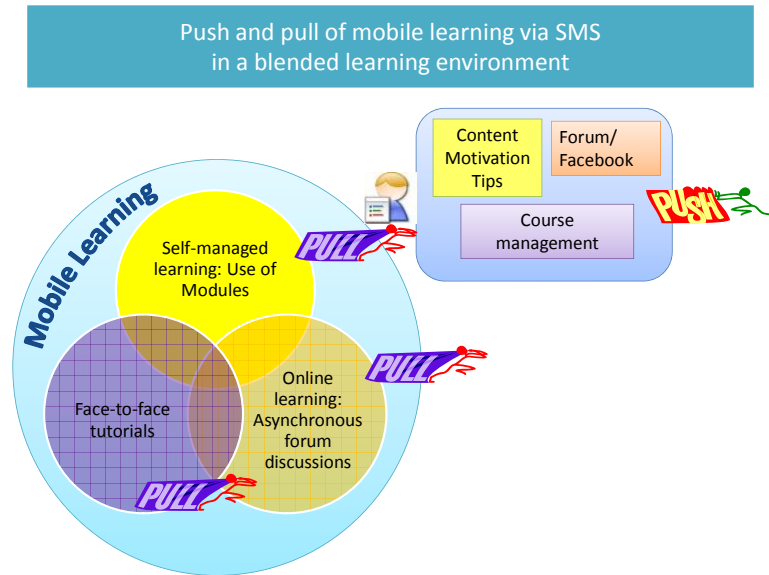 Push and pull of mobile learning via SMS
in a blended learning environment
Content
Motivation
Tips
Forum/
Facebook
Course
management
PUSH
Mobile Learning
Self-managed
learning: Use of
Modules
PULL
Online
learning:
Asynchronous
forum
discussions
PULL
Face-to-face
tutorials
PULL